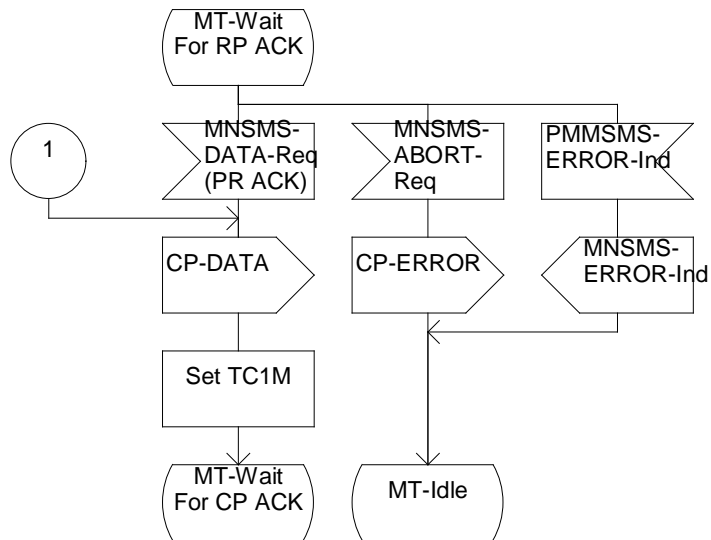 MT-Wait
For RP ACK
1
MNSMS-
DATA-Req
(PR ACK)
MNSMS-
ABORT-
Req
PMMSMS-
ERROR-Ind
CP-DATA
CP-ERROR
MNSMS-
ERROR-Ind
Set TC1M
MT-Wait
For CP ACK
MT-Idle